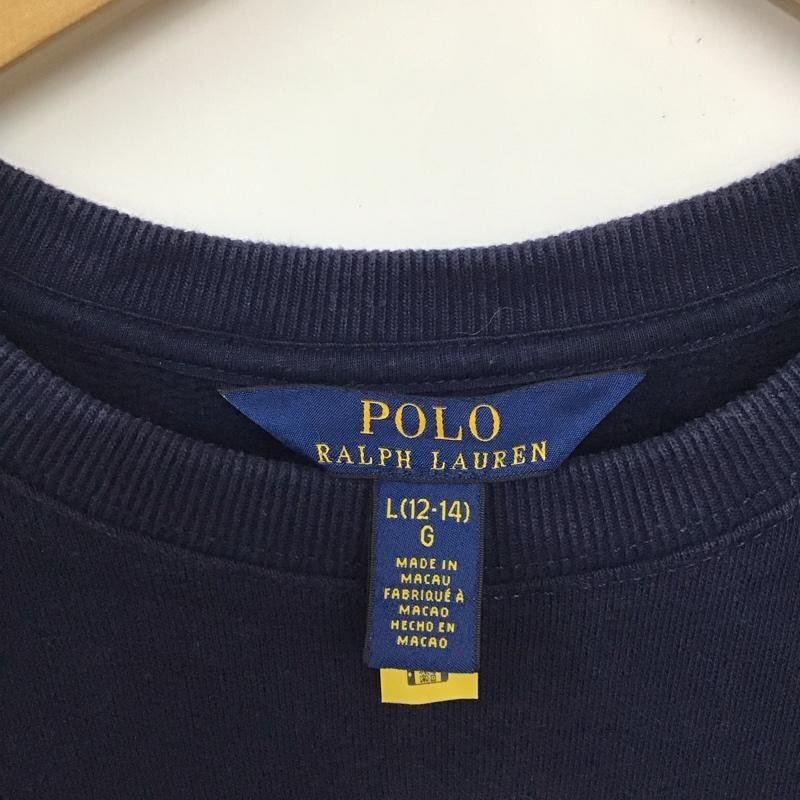 POLO
RALPH LAUREN
L(12-14)
G
MADE IN
MACAU
FABRIQUÉ À
MACAO
HECHO EN
MACAO